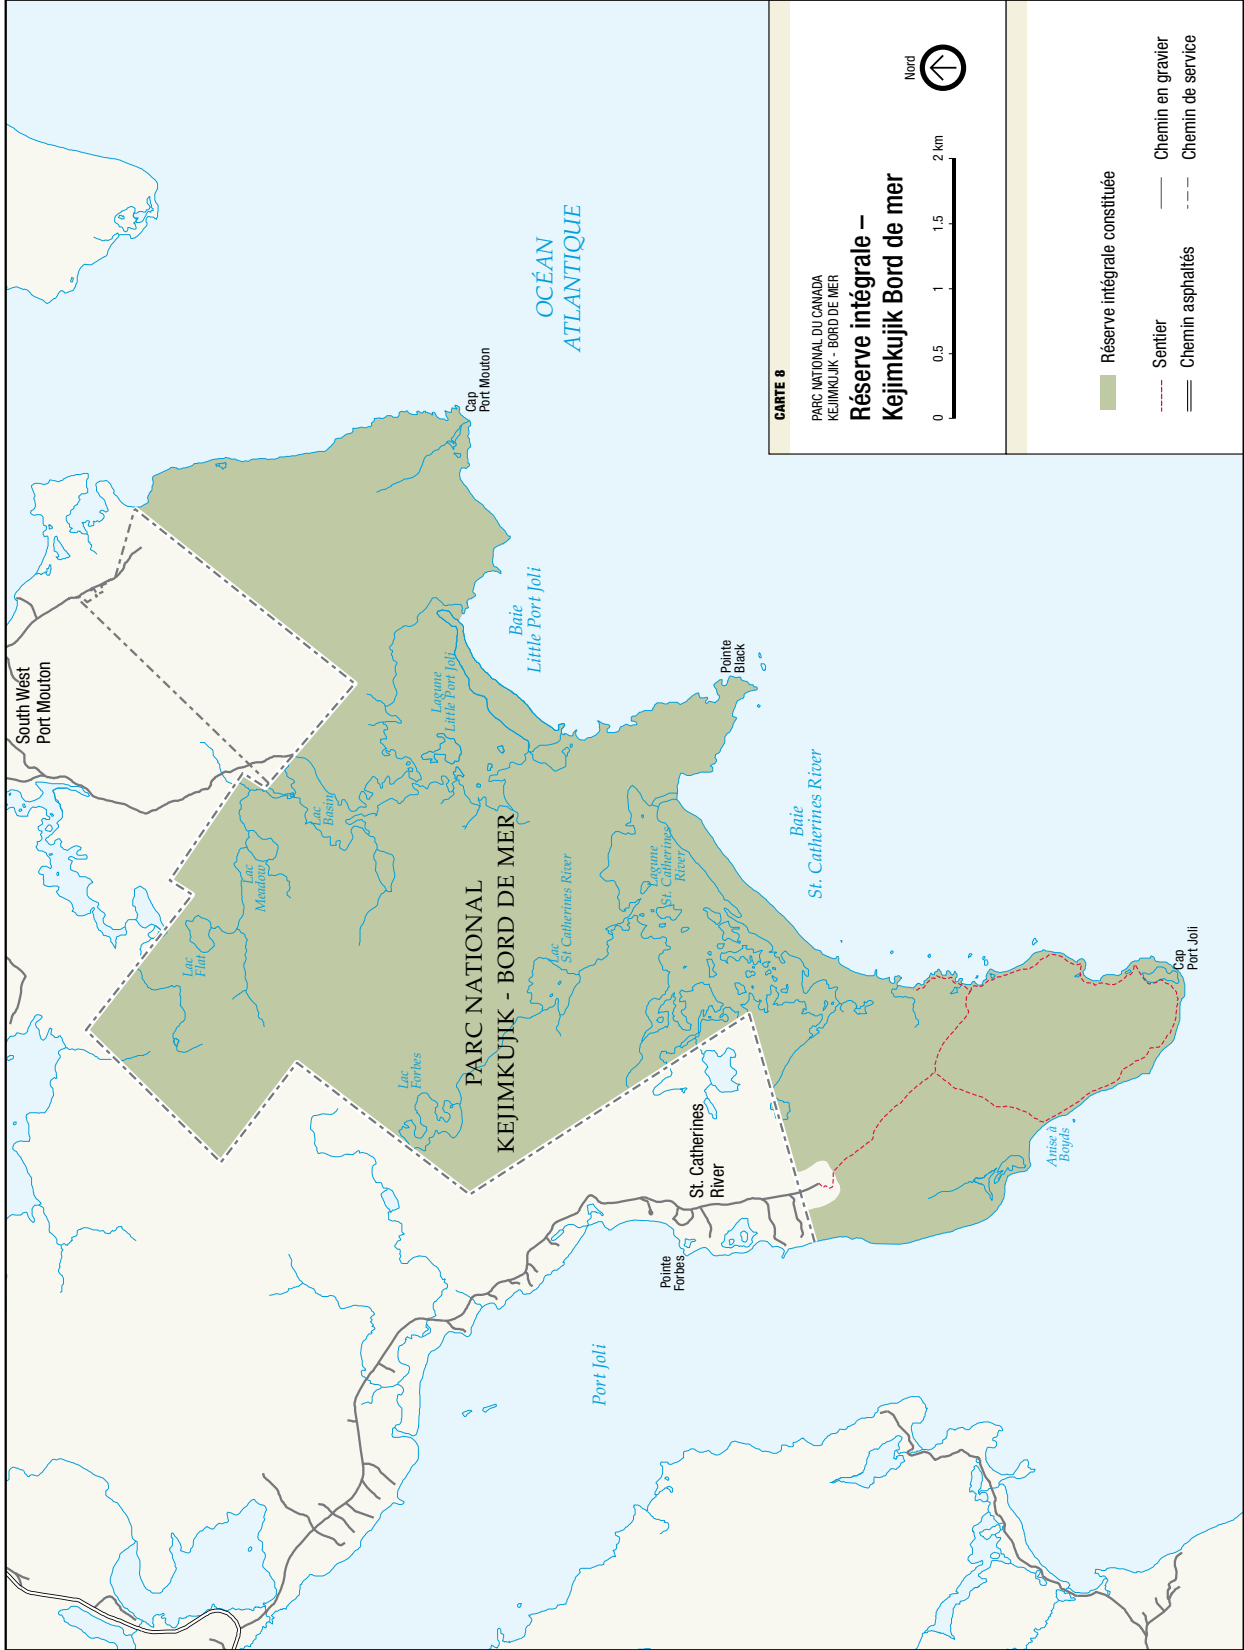 South West
Port Mouton
OCÉAN
ATLANTIQUE
Cap
Port Mouton
Baie
Little Port Joli
Lagune
Little Port Joli
Pointe
Black
Lac
Basin
Lac
Meadow
Lac
Flat
PARC NATIONAL
KEJIMKUJIK - BORD DE MER
Lac
St Catherines River
Lagune
St. Catherines
River
Baie
St. Catherines River
Lac
Forbes
St. Catherines
River
Pointe
Forbes
Port Joli
Anise à
Boyds
Cap
Port Joli
CARTE 8
PARC NATIONAL DU CANADA
KEJIMKUJIK - BORD DE MER
Réserve intégrale –
Kejimkujik Bord de mer
0 0.5 1 1.5 2 km
Nord
Réserve intégrale constituée
Sentier
Chemin en gravier
Chemin asphaltés
Chemin de service